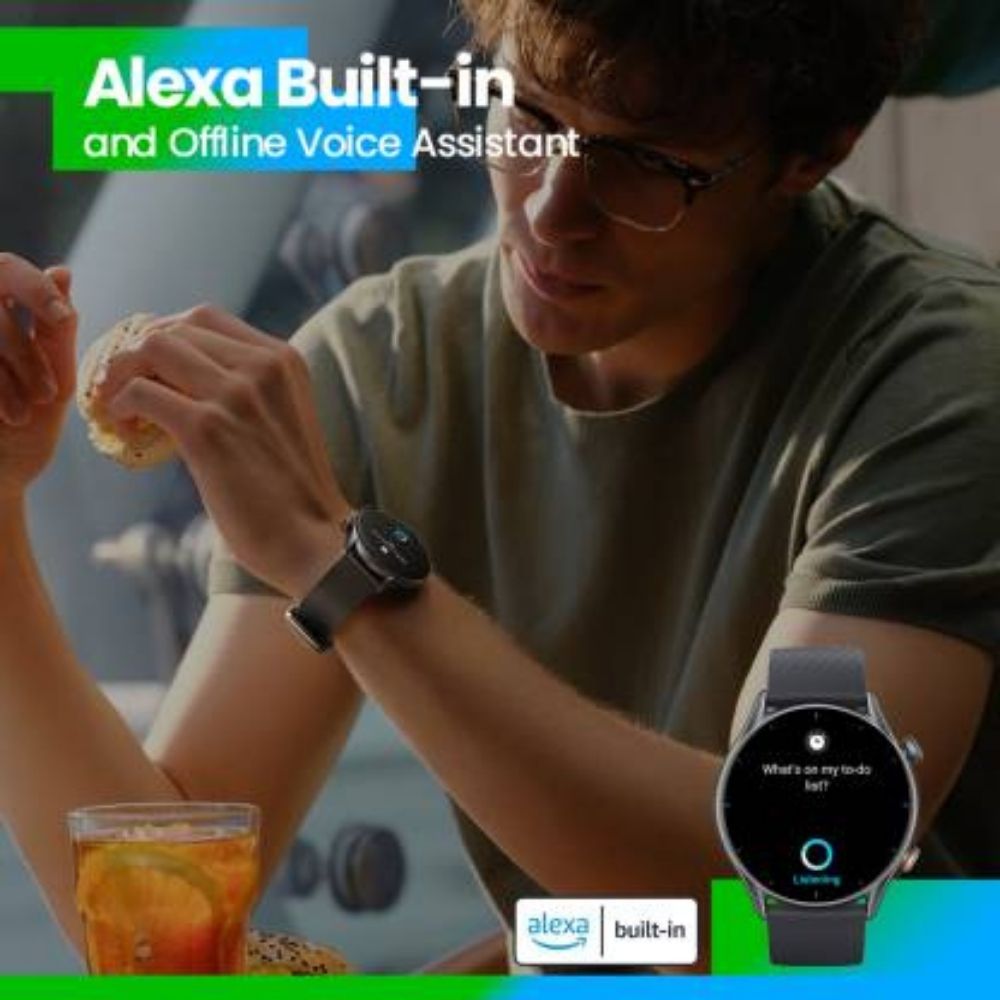 Alexa Built-in
and Offline Voice Assistant
What's on my to-do
list?
Listening
alexa built-in